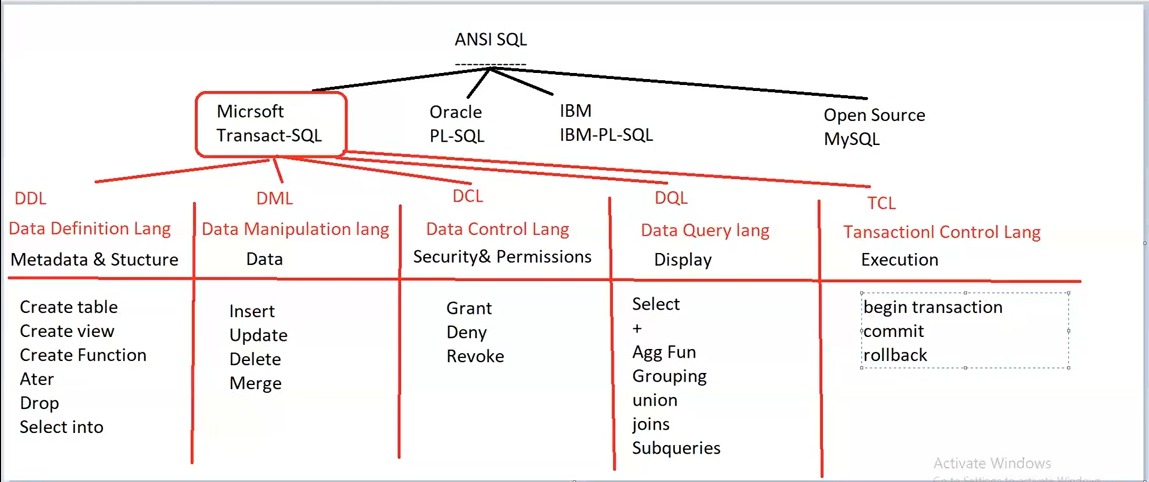 ANSI SQL
----------
Micrsoft
Transact-SQL
Oracle
PL-SQL
IBM
IBM-PL-SQL
Open Source
MySQL
DDL
Data Definition Lang
Metadata & Stucture
Create table
Create view
Create Function
Ater
Drop
Select into
DML
Data Manipulation lang
Data
Insert
Update
Delete
Merge
DCL
Data Control Lang
Security& Permissions
Grant
Deny
Revoke
DQL
Data Query lang
Display
Select
+
Agg Fun
Grouping
union
joins
Subqueries
TCL
Tansactionl Control Lang
Execution
begin transaction
commit
rollback
Activate Windows